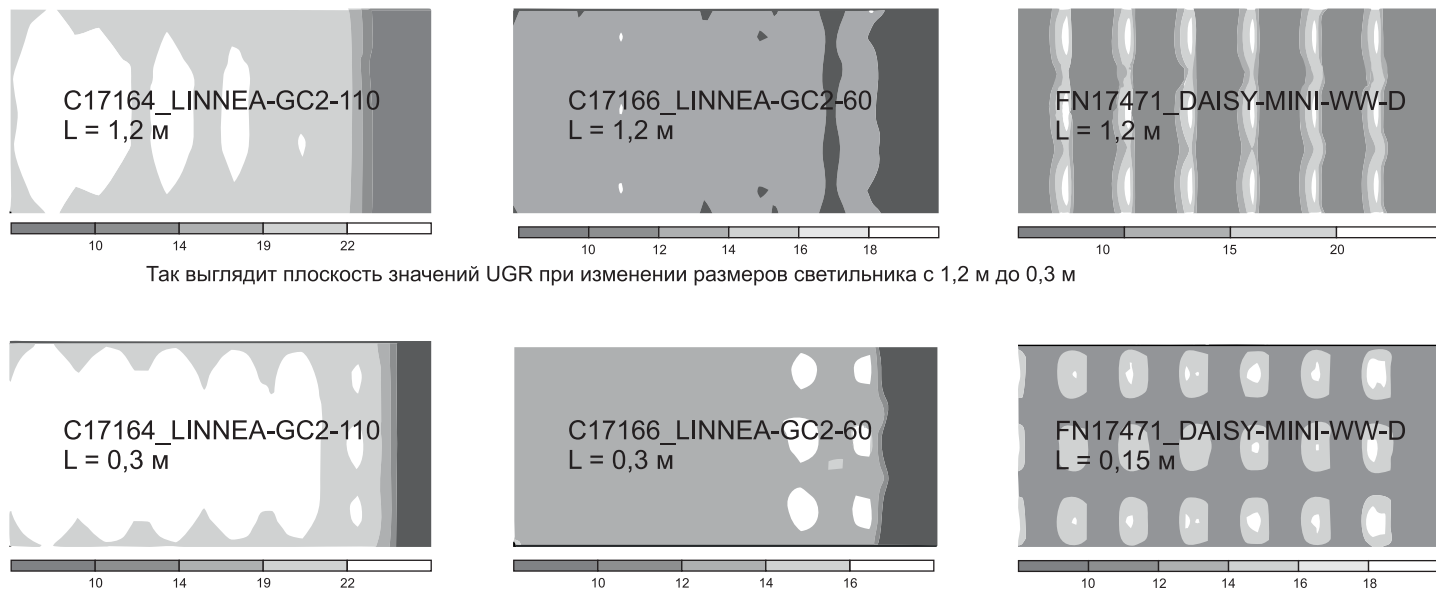 C17164_LINNEA-GC2-110
L = 1,2 м
C17166_LINNEA-GC2-60
L = 1,2 м
FN17471_DAISY-MINI-WW-D
L = 1,2 м
10 14 19 22
10 12 14 16 18
10 15 20
Так выглядит плоскость значений UGR при изменении размеров светильника с 1,2 м до 0,3 м
C17164_LINNEA-GC2-110
L = 0,3 м
C17166_LINNEA-GC2-60
L = 0,3 м
FN17471_DAISY-MINI-WW-D
L = 0,15 м
10 14 19 22
10 12 14 16
10 12 14 16 18